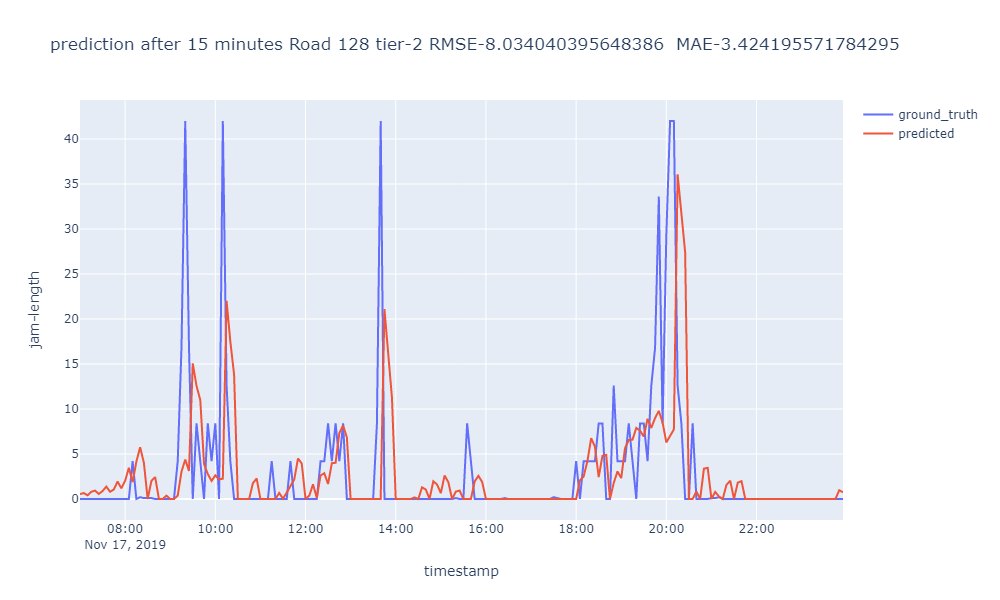 prediction after 15 minutes Road 128 tier-2 RMSE-8.034040395648386  MAE-3.424195571784295
ground_truth
predicted
40
35
30
25
20
15
10
5
0
jam-length
08:00 10:00 12:00 14:00 16:00 18:00 20:00 22:00
Nov 17, 2019
timestamp